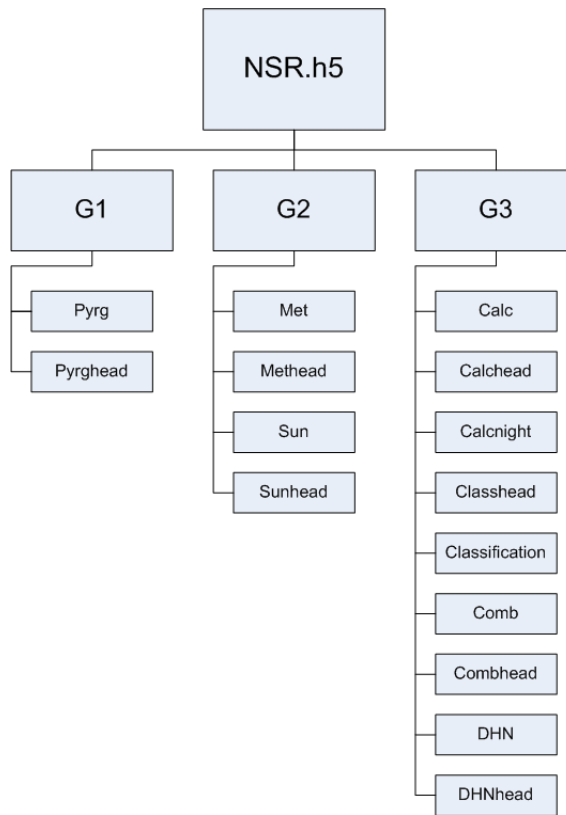 NSR.h5
G1
G2
G3
Pyrg
Pyrghead
Met
Methead
Sun
Sunhead
Calc
Calchead
Calcnight
Classhead
Classification
Comb
Combhead
DHN
DHNhead